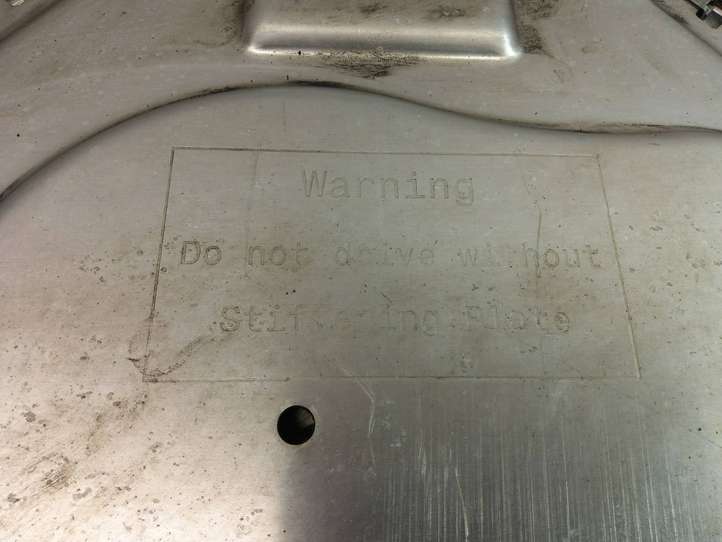 Warning
Do not drive without
Stiffening Plate